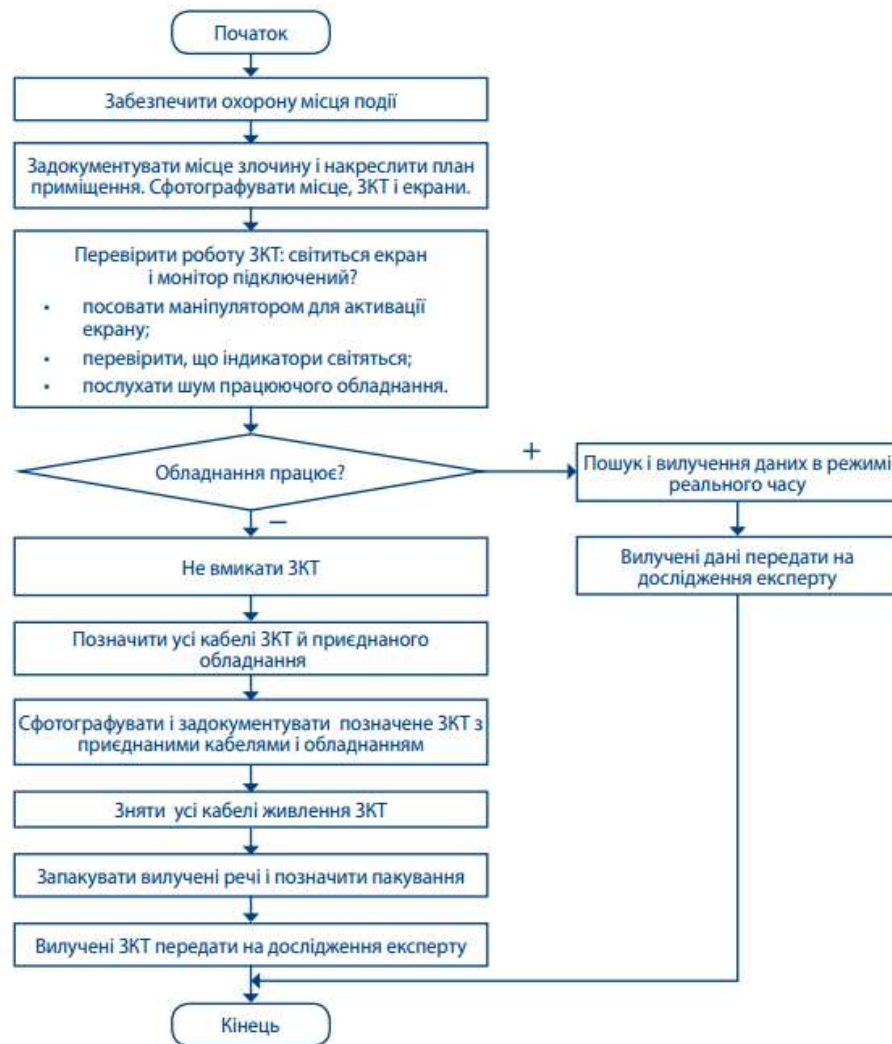 Початок
Забезпечити охорону місця події
Задокументувати місце злочину і накреслити план
приміщення. Сфотографувати місце, ЗКТ і екрани.
Перевірити роботу ЗКТ: світиться екран
і монітор підключений?
• посовати маніпулятором для активації
екрану;
• перевірити, що індикатори світяться;
• послухати шум працюючого обладнання.
Обладнання працює?
+
Пошук і вилучення даних в режимі
реального часу
Вилучені дані передати на
дослідження експерту
–
Не вмикати ЗКТ
Позначити усі кабелі ЗКТ й приєднаного
обладнання
Сфотографувати і задокументувати позначене ЗКТ з
приєднаними кабелями і обладнанням
Зняти усі кабелі живлення ЗКТ
Запакувати вилучені речі і позначити пакування
Вилучені ЗКТ передати на дослідження експерту
Кінець